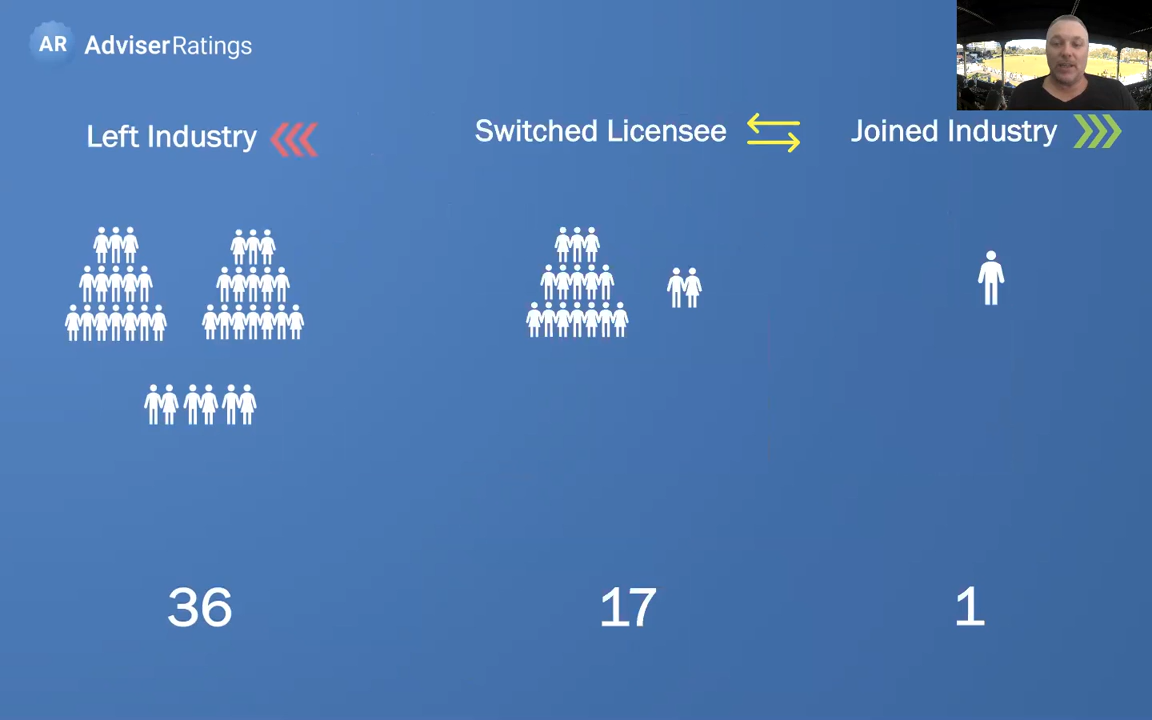 AR AdviserRatings
Left Industry
Switched Licensee
Joined Industry
36
17
1